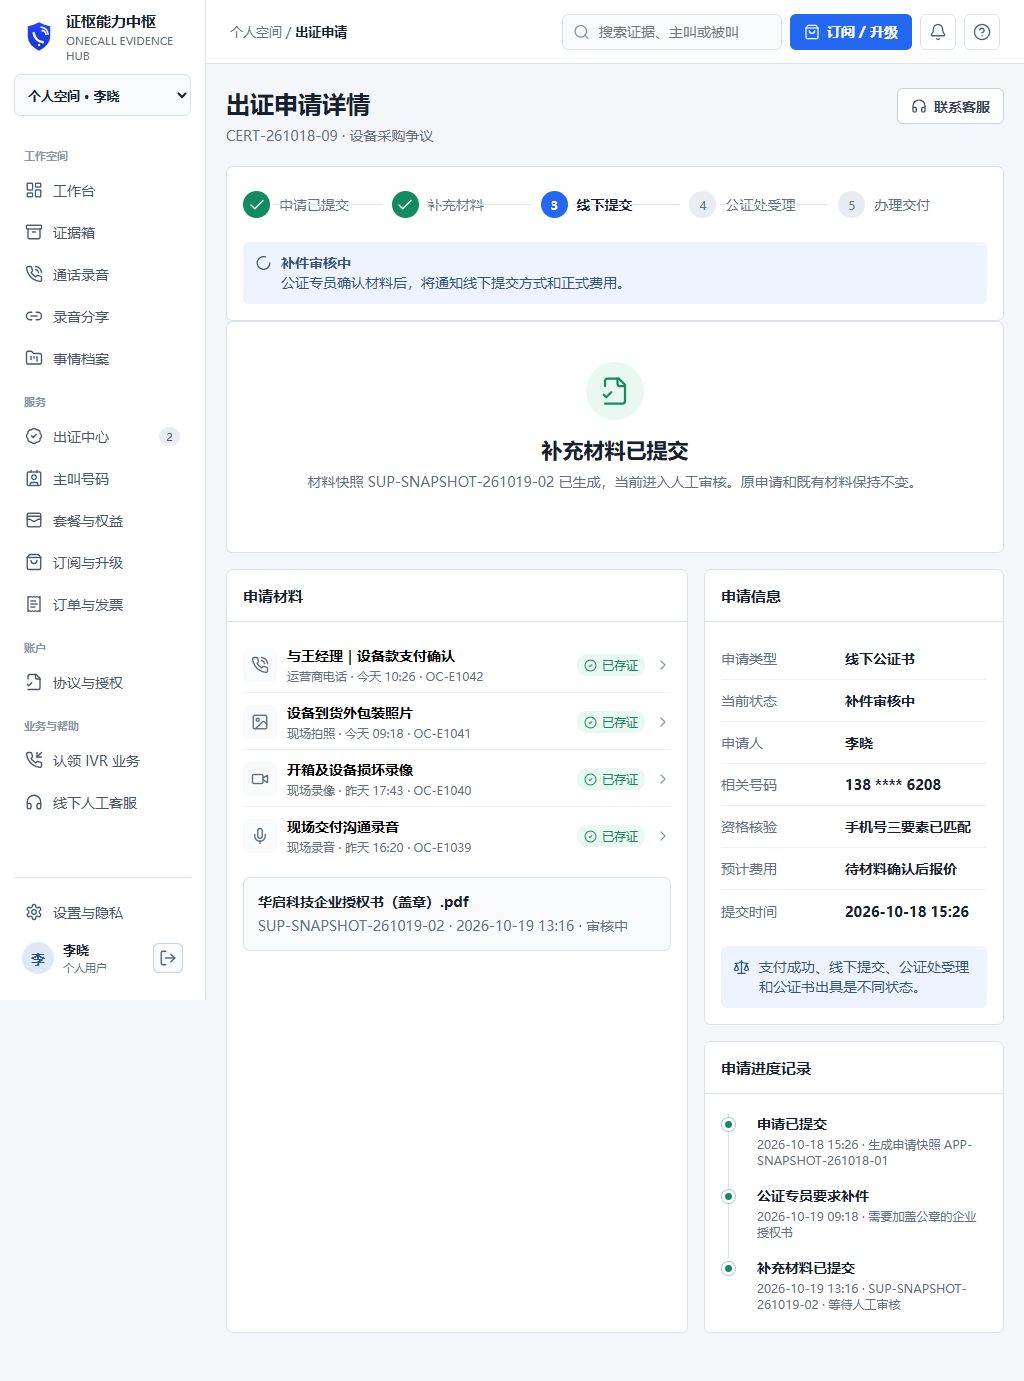 证枢能力中枢
ONECALL EVIDENCE
HUB
个人空间 • 李晓
工作空间
工作台
证据箱
通话录音
录音分享
事情档案
服务
出证中心 2
主叫号码
套餐与权益
订阅与升级
订单与发票
账户
协议与授权
业务与帮助
认领 IVR 业务
线下人工客服
设置与隐私
李
李晓
个人用户
个人空间 / 出证申请
搜索证据、主叫或被叫
订阅 / 升级
出证申请详情
CERT-261018-09 · 设备采购争议
联系客服
申请已提交
补充材料
3 线下提交
4 公证处受理
5 办理交付
补件审核中
公证专员确认材料后，将通知线下提交方式和正式费用。
补充材料已提交
材料快照 SUP-SNAPSHOT-261019-02 已生成，当前进入人工审核。原申请和既有材料保持不变。
申请材料
与王经理｜设备款支付确认
运营商电话 · 今天 10:26 · OC-E1042
已存证
设备到货外包装照片
现场拍照 · 今天 09:18 · OC-E1041
已存证
开箱及设备损坏录像
现场录像 · 昨天 17:43 · OC-E1040
已存证
现场交付沟通录音
现场录音 · 昨天 16:20 · OC-E1039
已存证
华启科技企业授权书（盖章）.pdf
SUP-SNAPSHOT-261019-02 · 2026-10-19 13:16 · 审核中
申请信息
申请类型 线下公证书
当前状态 补件审核中
申请人 李晓
相关号码 138 **** 6208
资格核验 手机号三要素已匹配
预计费用 待材料确认后报价
提交时间 2026-10-18 15:26
支付成功、线下提交、公证处受理
和公证书出具是不同状态。
申请进度记录
申请已提交
2026-10-18 15:26 · 生成申请快照 APP-
SNAPSHOT-261018-01
公证专员要求补件
2026-10-19 09:18 · 需要加盖公章的企业
授权书
补充材料已提交
2026-10-19 13:16 · SUP-SNAPSHOT-
261019-02 · 等待人工审核